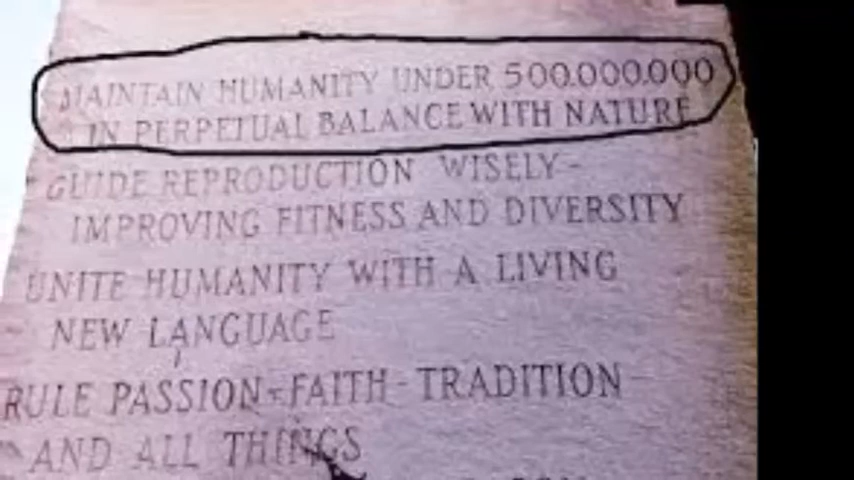 MAINTAIN HUMANITY UNDER 500.000.000
IN PERPETUAL BALANCE WITH NATURE
GUIDE REPRODUCTION WISELY-
IMPROVING FITNESS AND DIVERSITY
UNITE HUMANITY WITH A LIVING
NEW LANGUAGE
RULE PASSION-FAITH-TRADITION
AND ALL THINGS